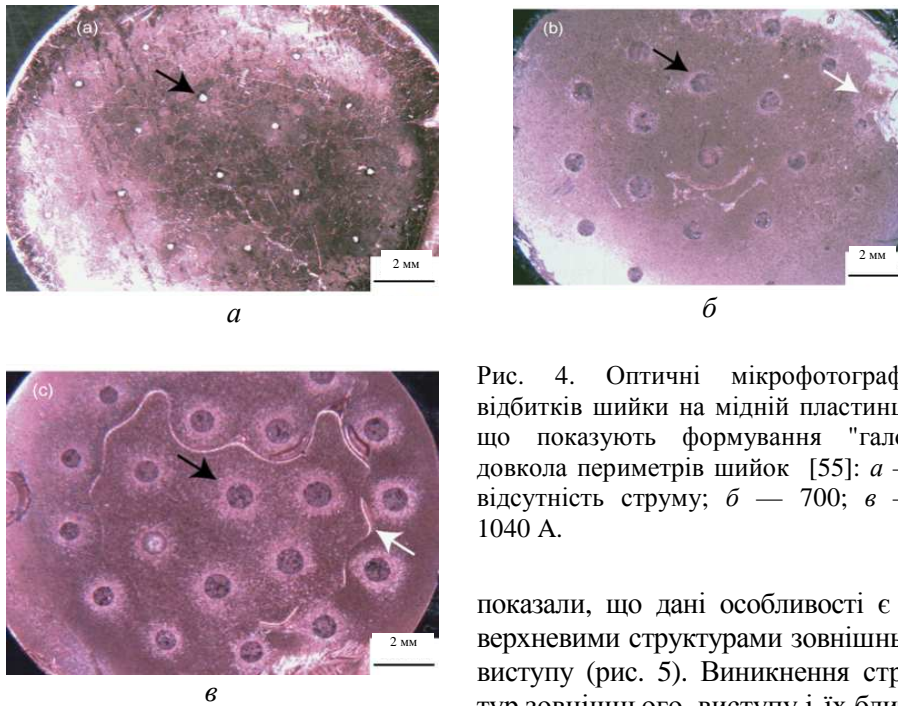 (a)
2 мм
а
(b)
2 мм
б
(c)
2 мм
в
Рис. 4. Оптичні мікрофотограф
відбитків шийки на мідній пластин
що показують формування "гало
довкола периметрів шийок [55]: а —
відсутність струму; б — 700; в —
1040 А.
показали, що дані особливості є
верхневими структурами зовнішнь
виступу (рис. 5). Виникнення стр
тур зовнішнього виступу і їх ближ